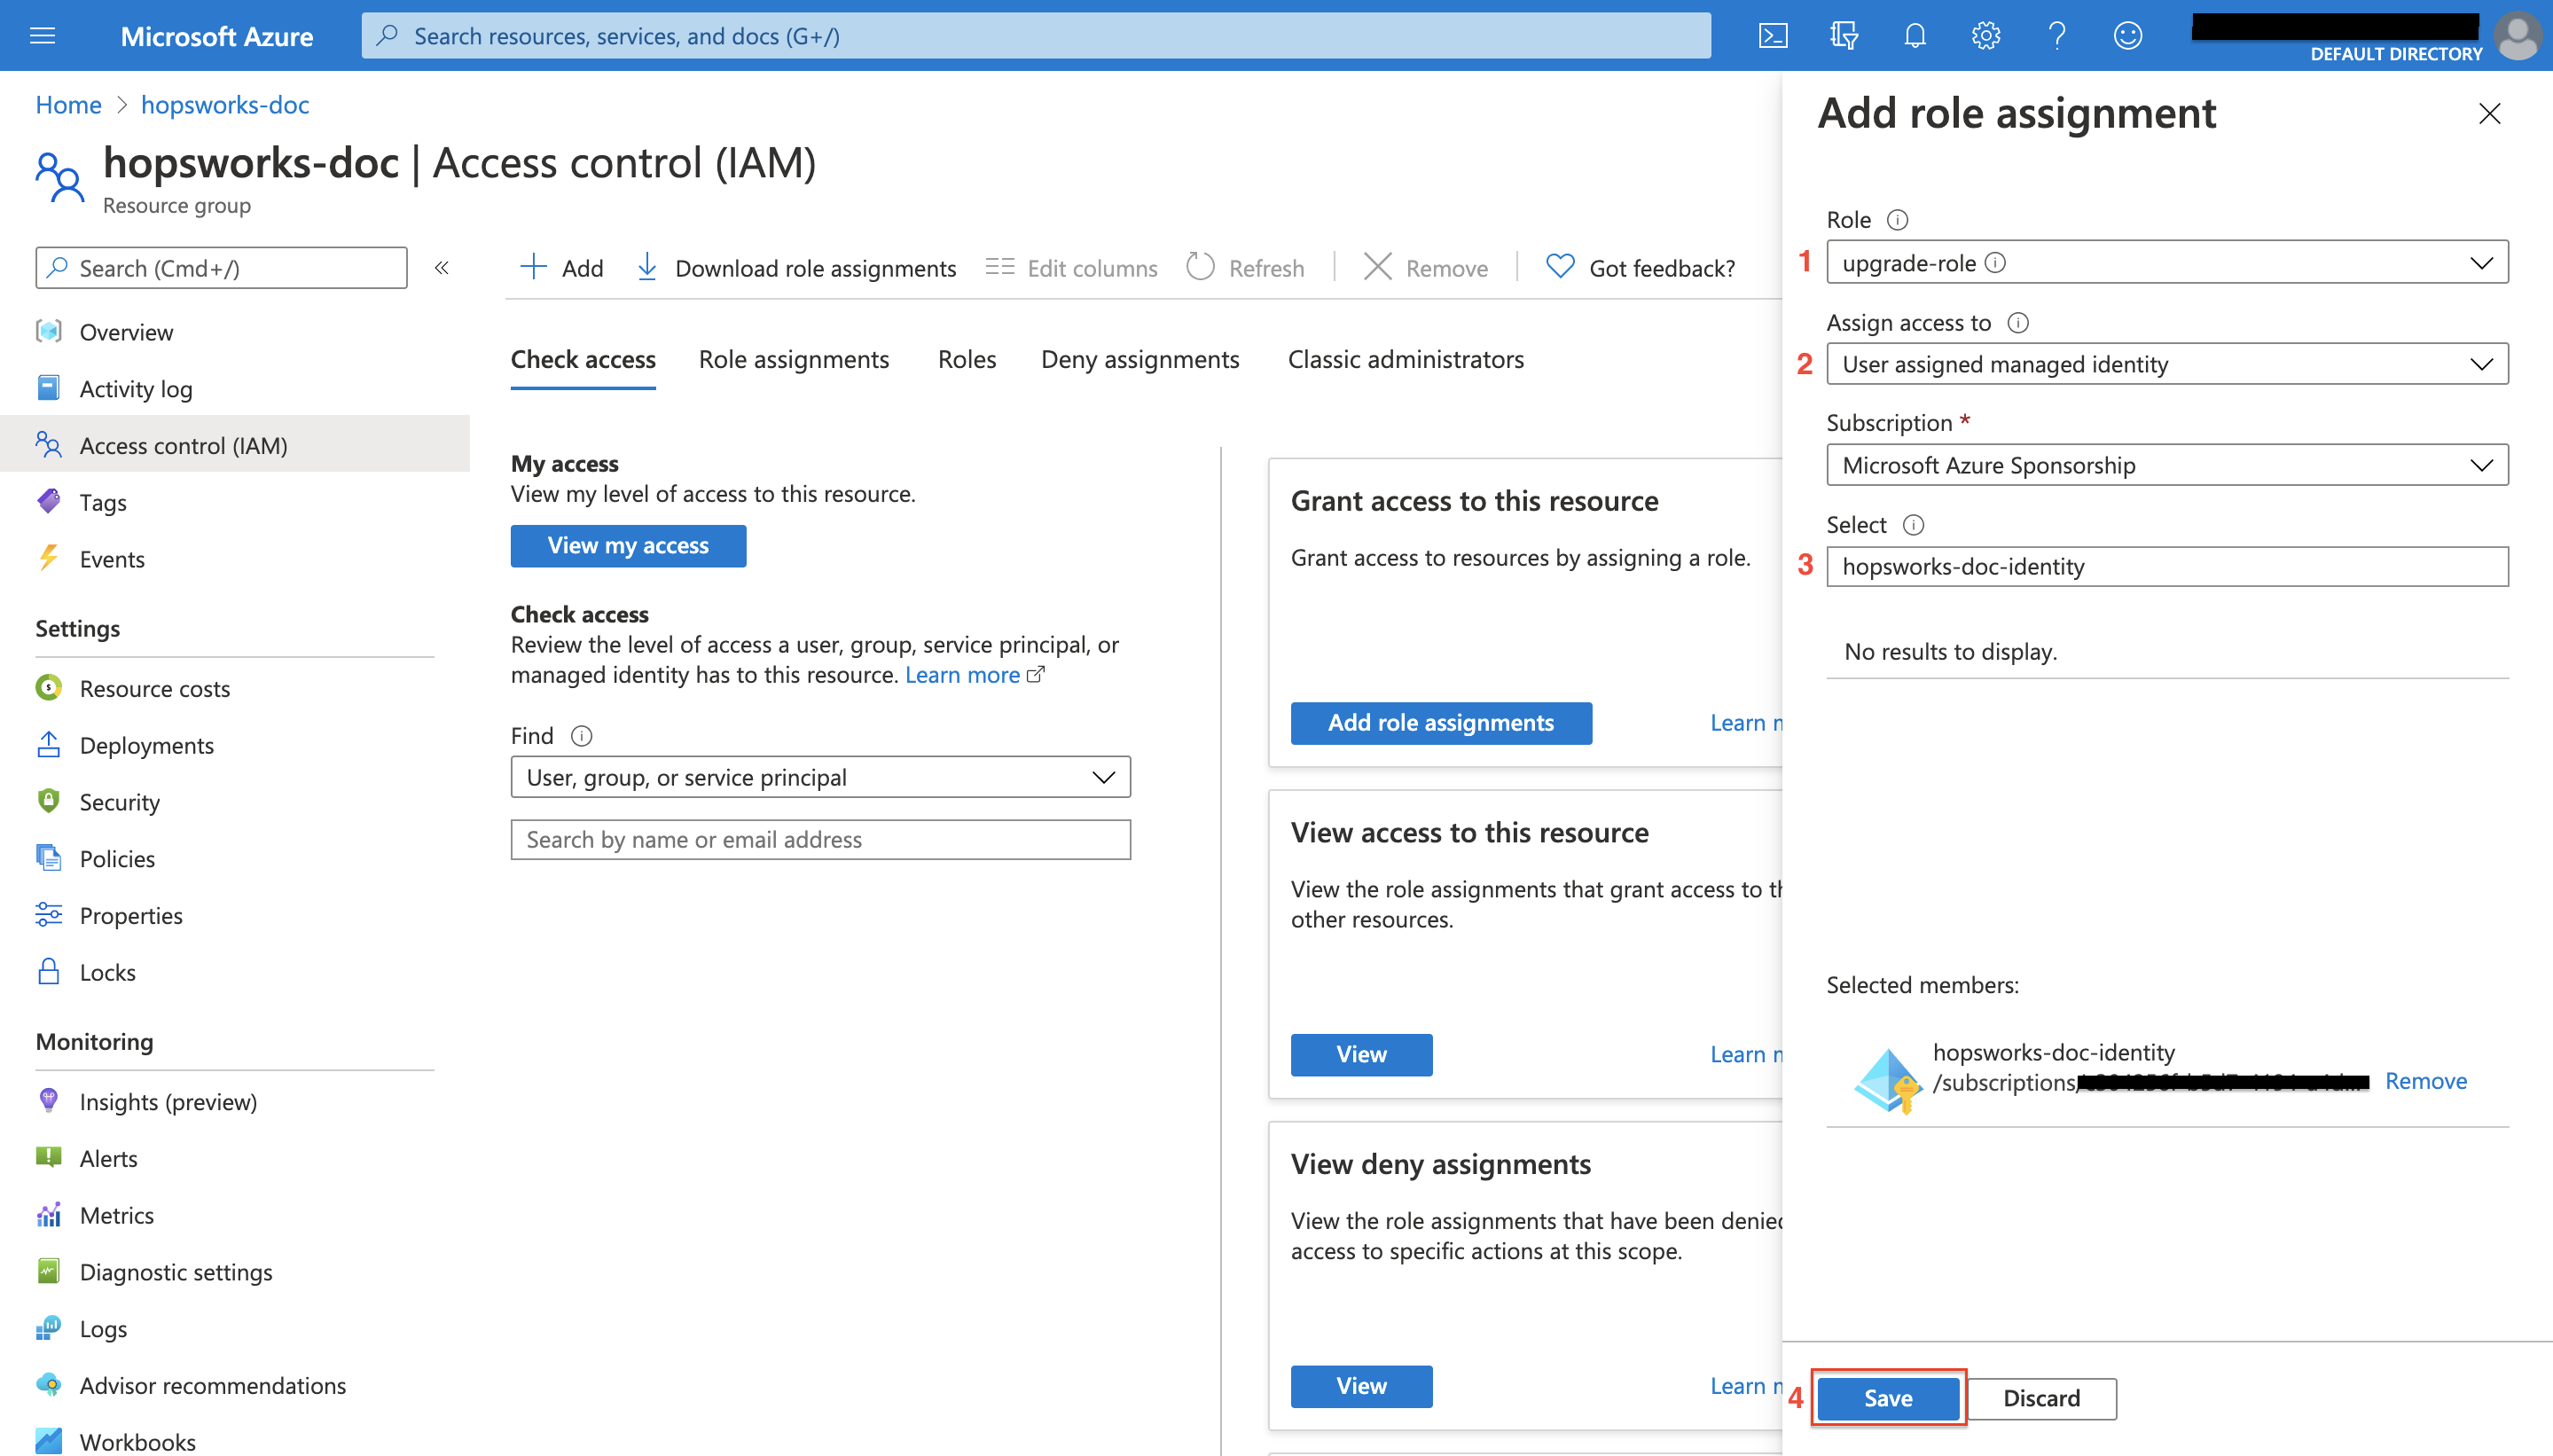 Microsoft Azure
Search resources, services, and docs (G+/)
DEFAULT DIRECTORY
Home > hopsworks-doc
hopsworks-doc | Access control (IAM)
Resource group
Search (Cmd+/)
«
Overview
Activity log
Access control (IAM)
Tags
Events
Settings
Resource costs
Deployments
Security
Policies
Properties
Locks
Monitoring
Insights (preview)
Alerts
Metrics
Diagnostic settings
Logs
Advisor recommendations
Workbooks
Add
Download role assignments
Edit columns
Refresh
Remove
Got feedback?
Check access
Role assignments
Roles
Deny assignments
Classic administrators
My access
View my level of access to this resource.
View my access
Check access
Review the level of access a user, group, service principal, or
managed identity has to this resource. Learn more
Find
User, group, or service principal
Search by name or email address
Grant access to this resource
Grant access to resources by assigning a role.
Add role assignments
Learn
View access to this resource
View the role assignments that grant access to
other resources.
View
Learn
View deny assignments
View the role assignments that have been denied
access to specific actions at this scope.
View
Learn
Add role assignment
Role
1
upgrade-role
Assign access to
2
User assigned managed identity
Subscription *
Microsoft Azure Sponsorship
Select
3
hopsworks-doc-identity
No results to display.
Selected members:
hopsworks-doc-identity
/subscriptions/
Remove
4
Save
Discard